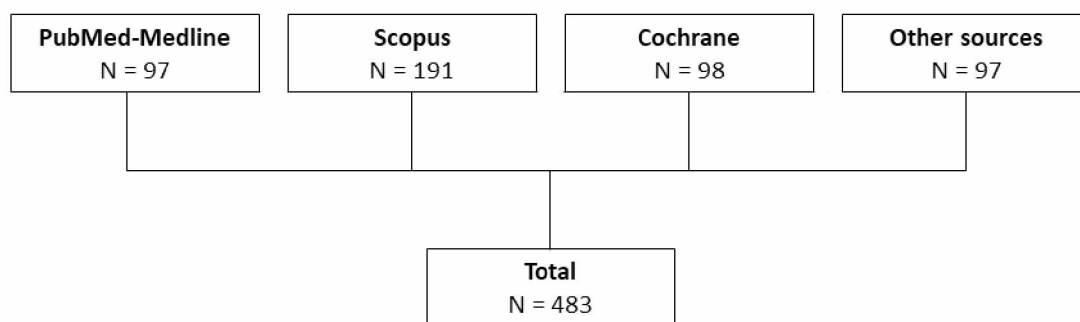 PubMed-Medline
N = 97
Scopus
N = 191
Cochrane
N = 98
Other sources
N = 97
Total
N = 483